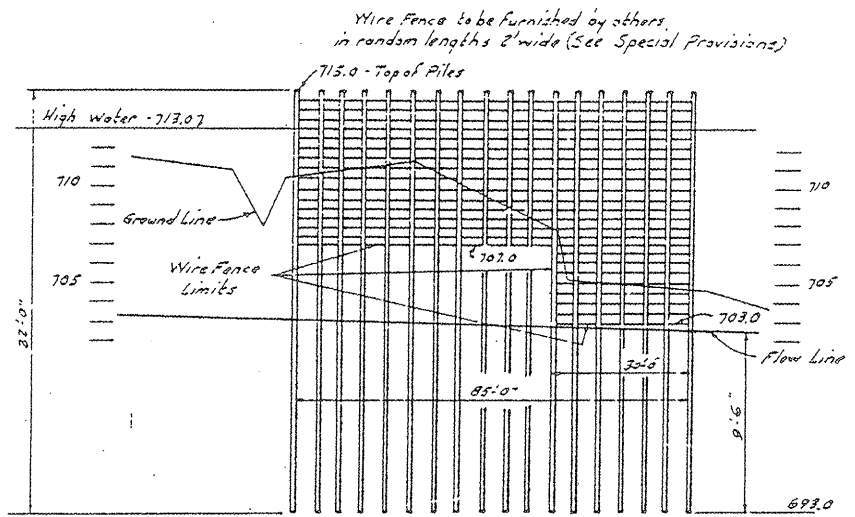 Wire Fence to be furnished by others
in random lengths 2' wide (See Special Provisions)
715.0 - Top of Piles
High Water - 713.07
710
710
Ground Line
707.0
705
Wire Fence
Limits
705
703.0
Flow Line
30'-0"
85'-0"
22'-0"
9'-6"
693.0